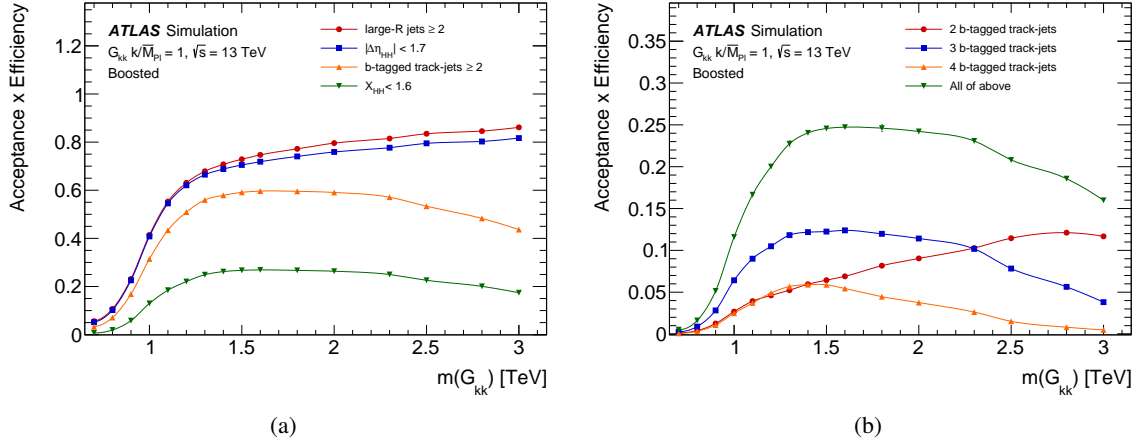 Acceptance x Efficiency
ATLAS Simulation
G_kk k/M̅_Pl = 1, √s = 13 TeV
Boosted
large-R jets ≥ 2
|Δη_HH| < 1.7
b-tagged track-jets ≥ 2
X_HH < 1.6
1.2
1
0.8
0.6
0.4
0.2
0
1 1.5 2 2.5 3
m(G_kk) [TeV]
(a)
Acceptance x Efficiency
ATLAS Simulation
G_kk k/M̅_Pl = 1, √s = 13 TeV
Boosted
2 b-tagged track-jets
3 b-tagged track-jets
4 b-tagged track-jets
All of above
0.35
0.3
0.25
0.2
0.15
0.1
0.05
0
1 1.5 2 2.5 3
m(G_kk) [TeV]
(b)